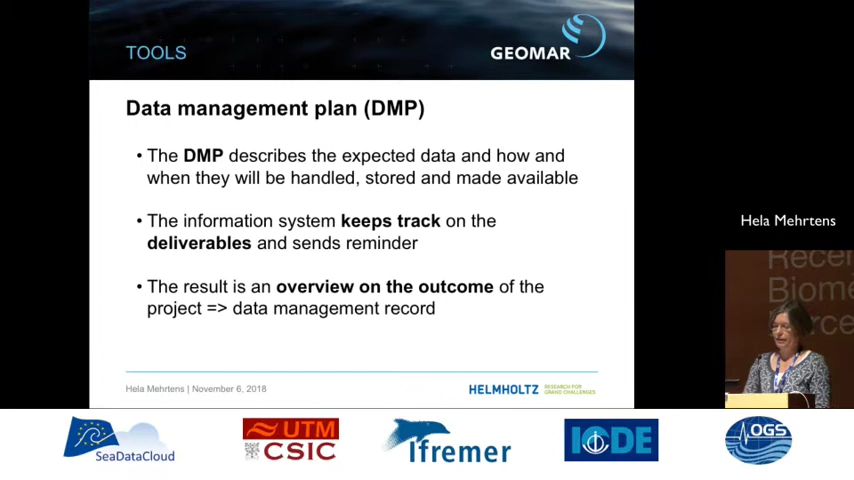 TOOLS
GEOMAR
Data management plan (DMP)
• The DMP describes the expected data and how and
when they will be handled, stored and made available
• The information system keeps track on the
deliverables and sends reminder
• The result is an overview on the outcome of the
project => data management record
Hela Mehrtens | November 6, 2018
HELMHOLTZ
RESEARCH FOR
GRAND CHALLENGES
Hela Mehrtens
Recen
Biomé
rce
SeaDataCloud
UTM
CSIC
Ifremer
IODE
OGS